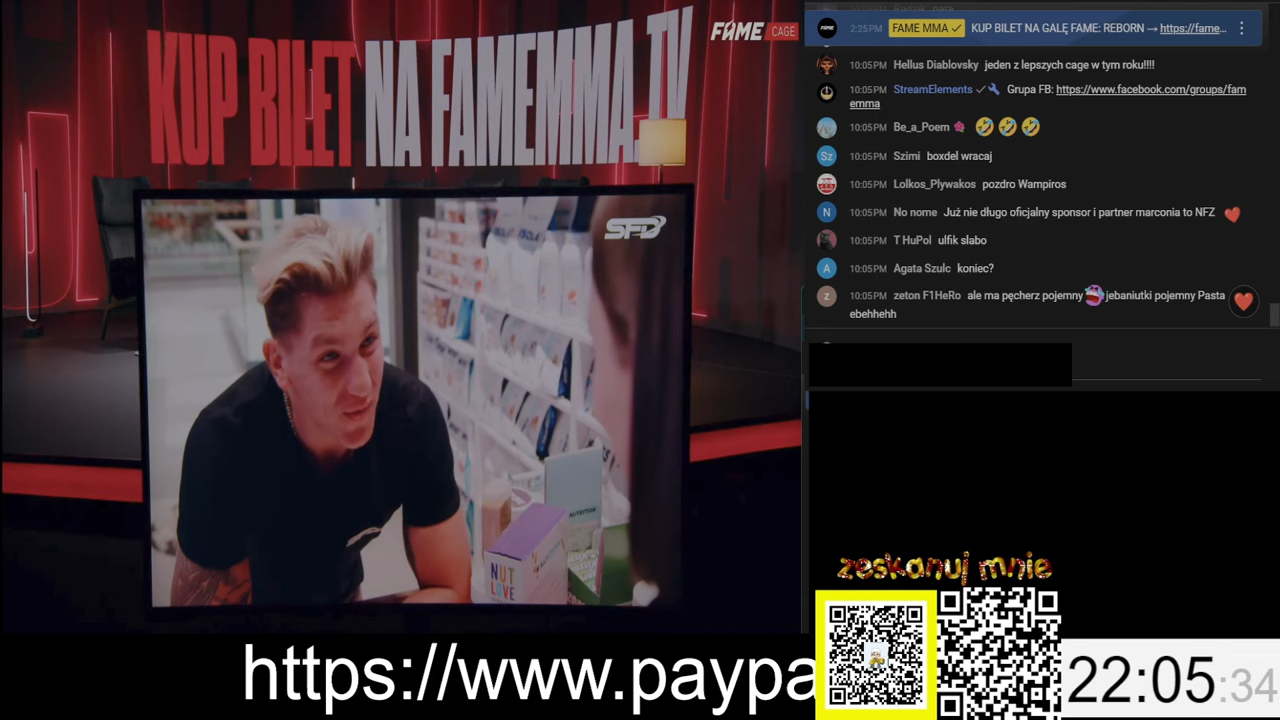 KUP BILET NA FAMEMMA.TV
FAME CAGE
SFD
NUTRITION
NUT
LOVE
2:25PM FAME MMA KUP BILET NA GALĘ FAME: REBORN → https://fame...
10:05PM Hellus Diablovsky jeden z lepszych cage w tym roku!!!!
10:05PM StreamElements Grupa FB: https://www.facebook.com/groups/fam
emma
10:05PM Be_a_Poem 🤣🤣🤣
Sz 10:05PM Szimi boxdel wracaj
10:05PM Lolkos_Plywakos pozdro Wampiros
N 10:05PM No nome Już nie długo oficjalny sponsor i partner marconia to NFZ
10:05PM T HuPol ulfik slabo
A 10:05PM Agata Szulc koniec?
z 10:05PM zeton F1HeRo ale ma pęcherz pojemny jebaniutki pojemny Pasta
ebehhehh
zeskanuj mnie
https://www.paypa
22:05:34